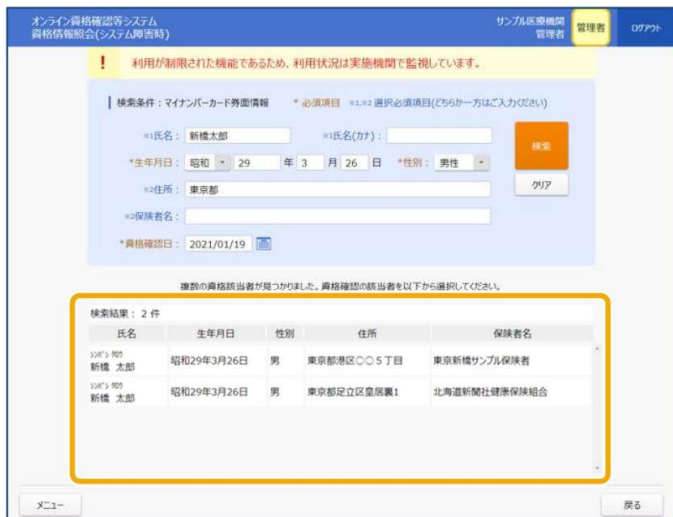 オンライン資格確認等システム
資格情報照会(システム障害時)
サンプル医療機関
管理者
管理者
ログアウト
! 利用が制限された機能であるため、利用状況は実施機関で監視しています。
検索条件:マイナンバーカード券面情報 * 必須項目 ※1,※2 選択必須項目(どちらか一方はご入力ください)
※1氏名: 新橋太郎 ※1氏名(カナ):
検索
*生年月日: 昭和 29 年 3 月 26 日 *性別: 男性
クリア
※2住所: 東京都
※2保険者名:
*資格確認日: 2021/01/19
複数の資格該当者が見つかりました。資格確認の該当者を以下から選択してください。
検索結果: 2 件
氏名 生年月日 性別 住所 保険者名
ｼﾝﾊﾞｼ ﾀﾛｳ
新橋 太郎 昭和29年3月26日 男 東京都港区○○5丁目 東京新橋サンプル保険者
ｼﾝﾊﾞｼ ﾀﾛｳ
新橋 太郎 昭和29年3月26日 男 東京都足立区皇居裏1 北海道新聞社健康保険組合
メニュー 戻る